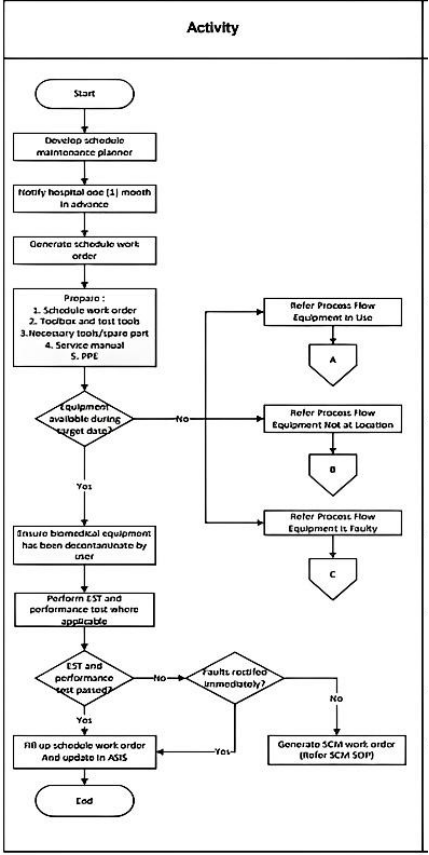 Activity
Start
Develop schedule
maintenance planner
Notify hospital one (1) month
in advance
Generate schedule work
order
Prepare :
1. Schedule work order
2. Toolbox and test tools
3.Necessary tools/spare part
4. Service manual
5. PPE
Equipment
available during
target date?
No
Refer Process Flow
Equipment In Use
A
Refer Process Flow
Equipment Not at Location
B
Refer Process Flow
Equipment Is Faulty
C
Yes
Ensure biomedical equipment
has been decontaminate by
user
Perform EST and
performance test where
applicable
EST and
performance
test passed?
No
Faults rectifed
immediately?
No
Generate SCM work order
(Refer SCM SOP)
Yes
Yes
Fill up schedule work order
And update in ASIS
End